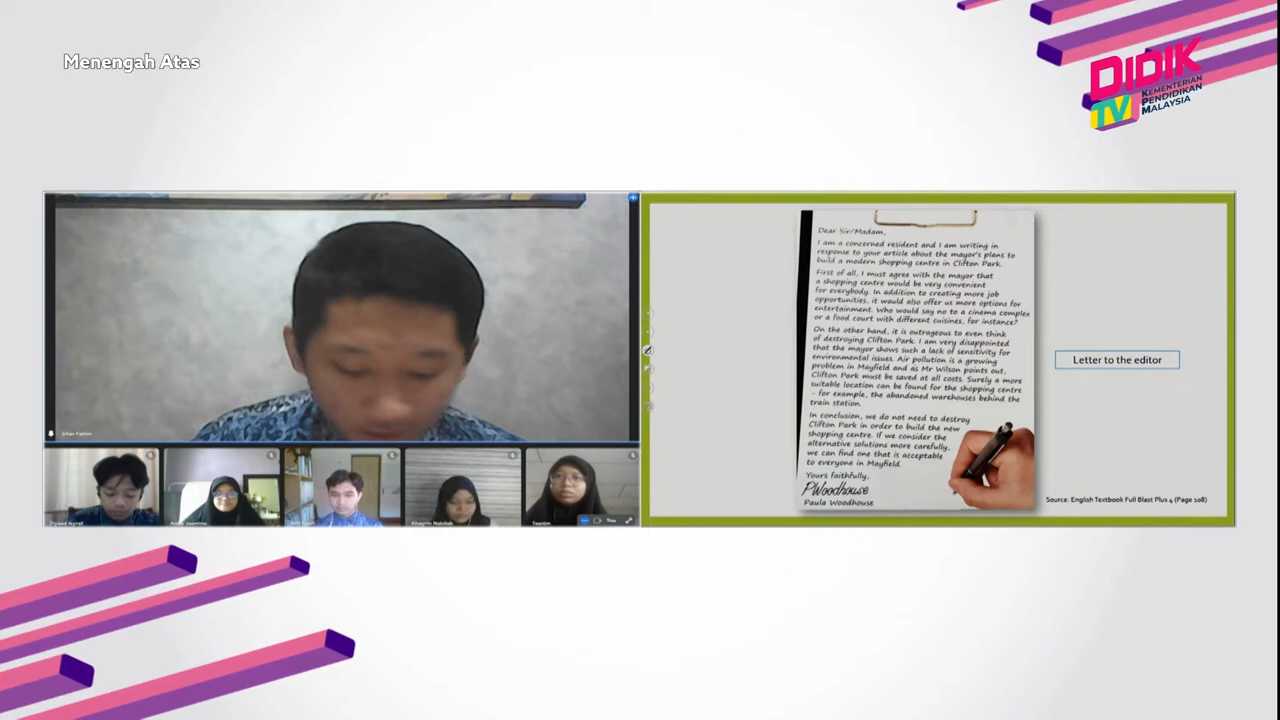 Menengah Atas
DIDIK
TV
KEMENTERIAN
PENDIDIKAN
MALAYSIA
Dear Sir/Madam,
I am a concerned resident and I am writing in
response to your article about the mayor's plans to
build a modern shopping centre in Clifton Park.
First of all, I must agree with the mayor that
a shopping centre would be very convenient
for everybody. In addition to creating more job
opportunities, it would also offer us more options for
entertainment. Who would say no to a cinema complex
or a food court with different cuisines, for instance?
On the other hand, it is outrageous to even think
of destroying Clifton Park. I am very disappointed
that the mayor shows such a lack of sensitivity for
environmental issues. Air pollution is a growing
problem in Mayfield and as Mr Wilson points out,
Clifton Park must be saved at all costs. Surely a more
suitable location can be found for the shopping centre
- for example, the abandoned warehouses behind the
train station.
In conclusion, we do not need to destroy
Clifton Park in order to build the new
shopping centre. If we consider the
alternative solutions more carefully,
we can find one that is acceptable
to everyone in Mayfield.
Yours faithfully,
PWoodhouse
Paula Woodhouse
Letter to the editor
Source: English Textbook Full Blast Plus 4 (Page 108)
Khayrin Nabilah
Tasnim
You